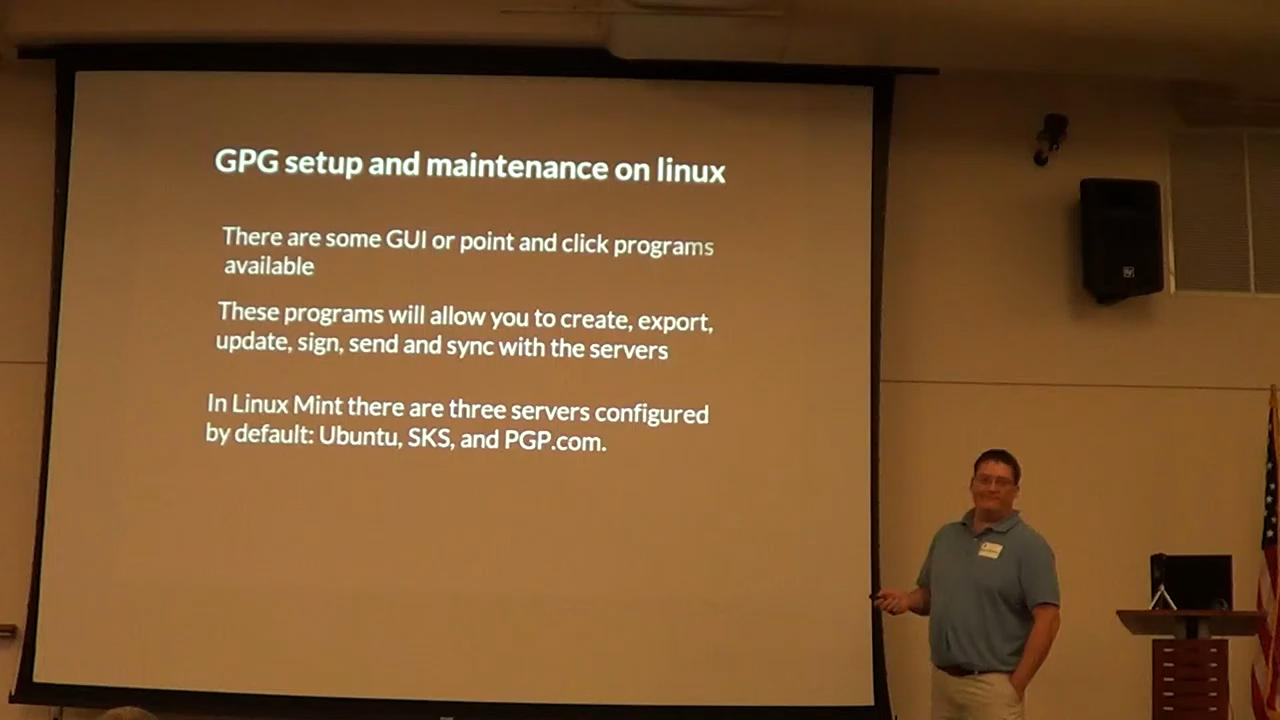 GPG setup and maintenance on linux
There are some GUI or point and click programs
available
These programs will allow you to create, export,
update, sign, send and sync with the servers
In Linux Mint there are three servers configured
by default: Ubuntu, SKS, and PGP.com.